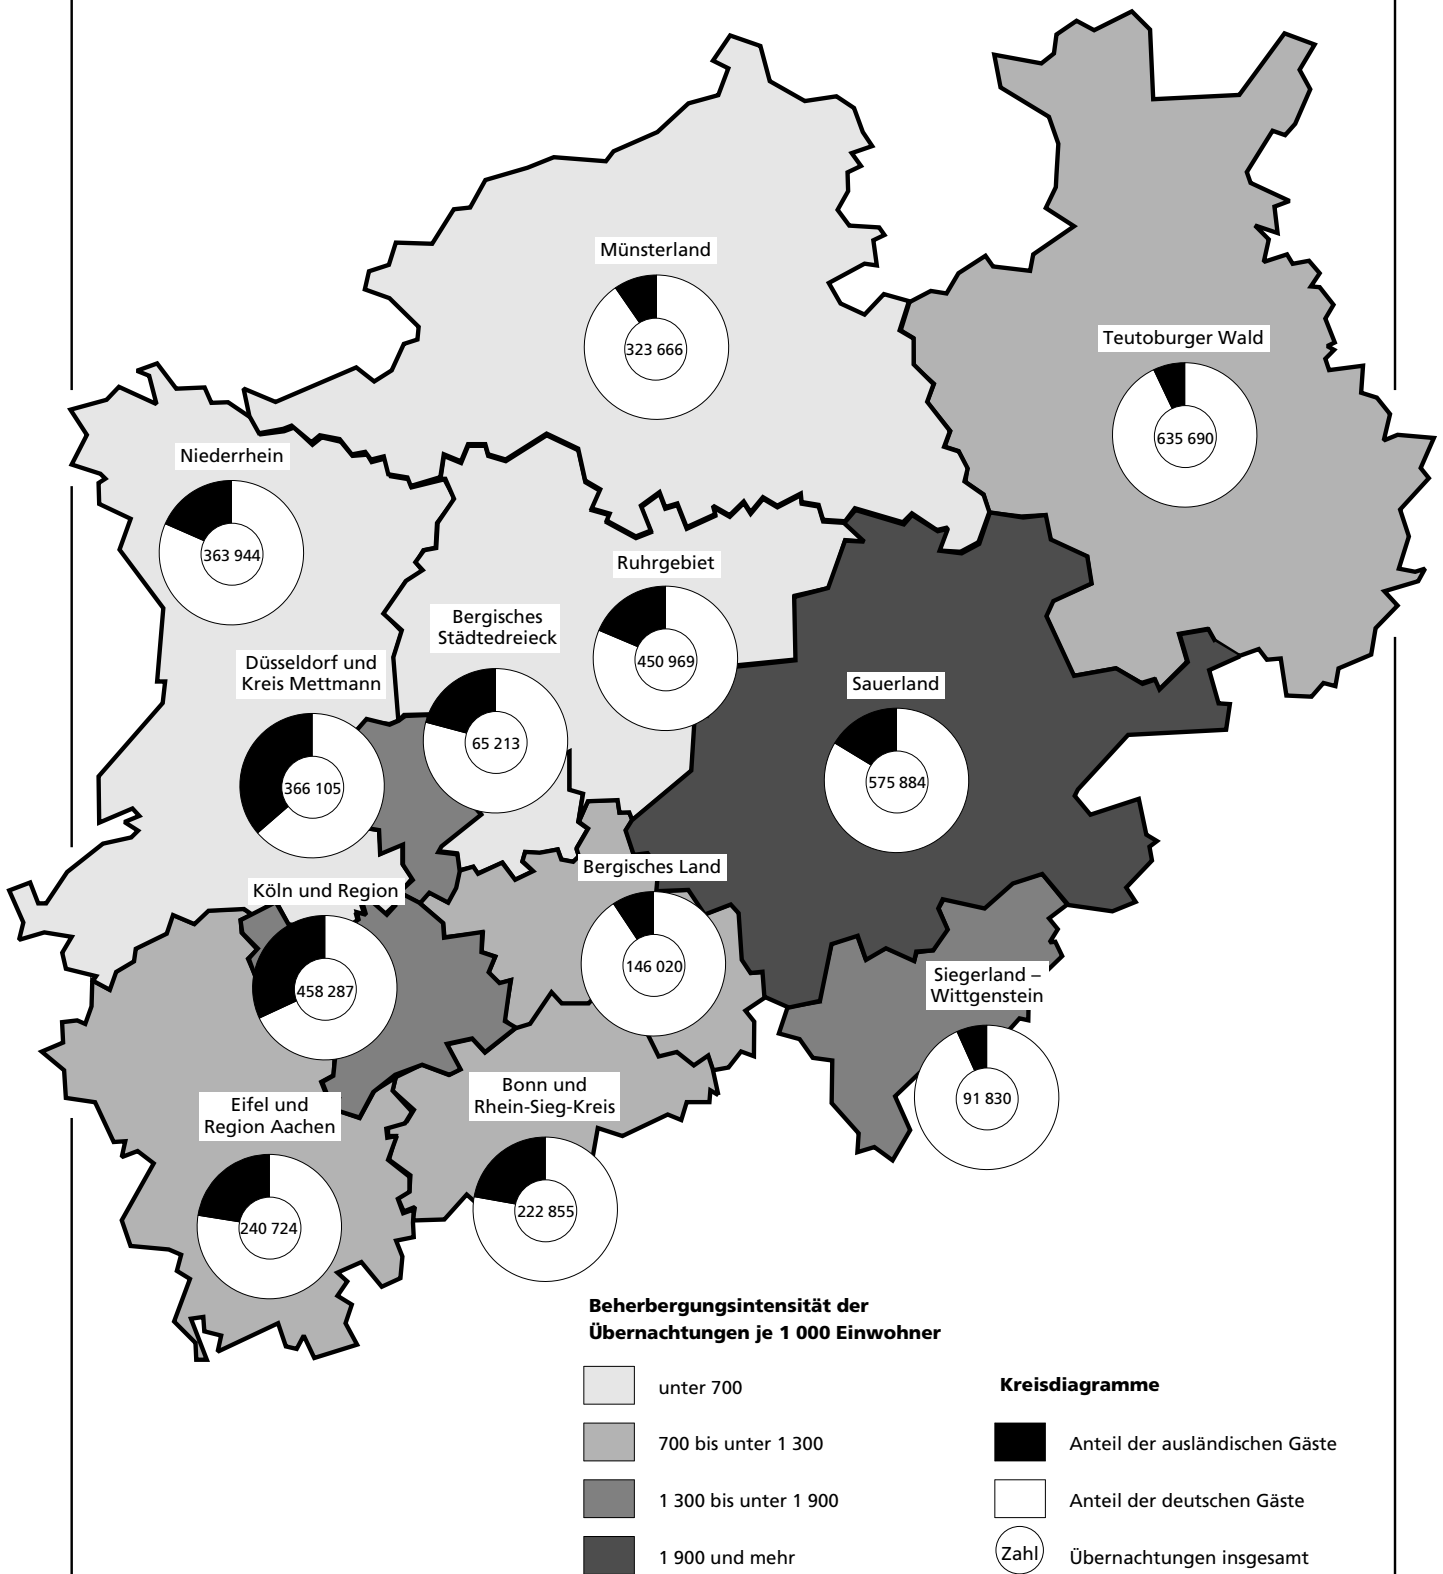 Münsterland
323 666
Teutoburger Wald
635 690
Niederrhein
363 944
Ruhrgebiet
450 969
Bergisches
Städtedreieck
65 213
Düsseldorf und
Kreis Mettmann
366 105
Sauerland
575 884
Bergisches Land
146 020
Köln und Region
458 287
Siegerland –
Wittgenstein
91 830
Bonn und
Rhein-Sieg-Kreis
222 855
Eifel und
Region Aachen
240 724
Beherbergungsintensität der
Übernachtungen je 1 000 Einwohner
unter 700
700 bis unter 1 300
1 300 bis unter 1 900
1 900 und mehr
Kreisdiagramme
Anteil der ausländischen Gäste
Anteil der deutschen Gäste
Zahl
Übernachtungen insgesamt